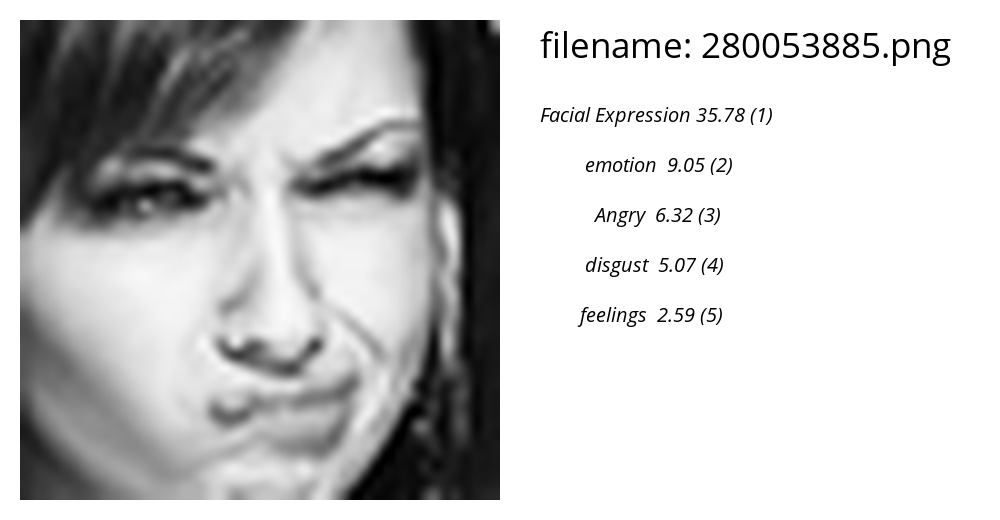 filename: 280053885.png
Facial Expression 35.78 (1)
emotion 9.05 (2)
Angry 6.32 (3)
disgust 5.07 (4)
feelings 2.59 (5)